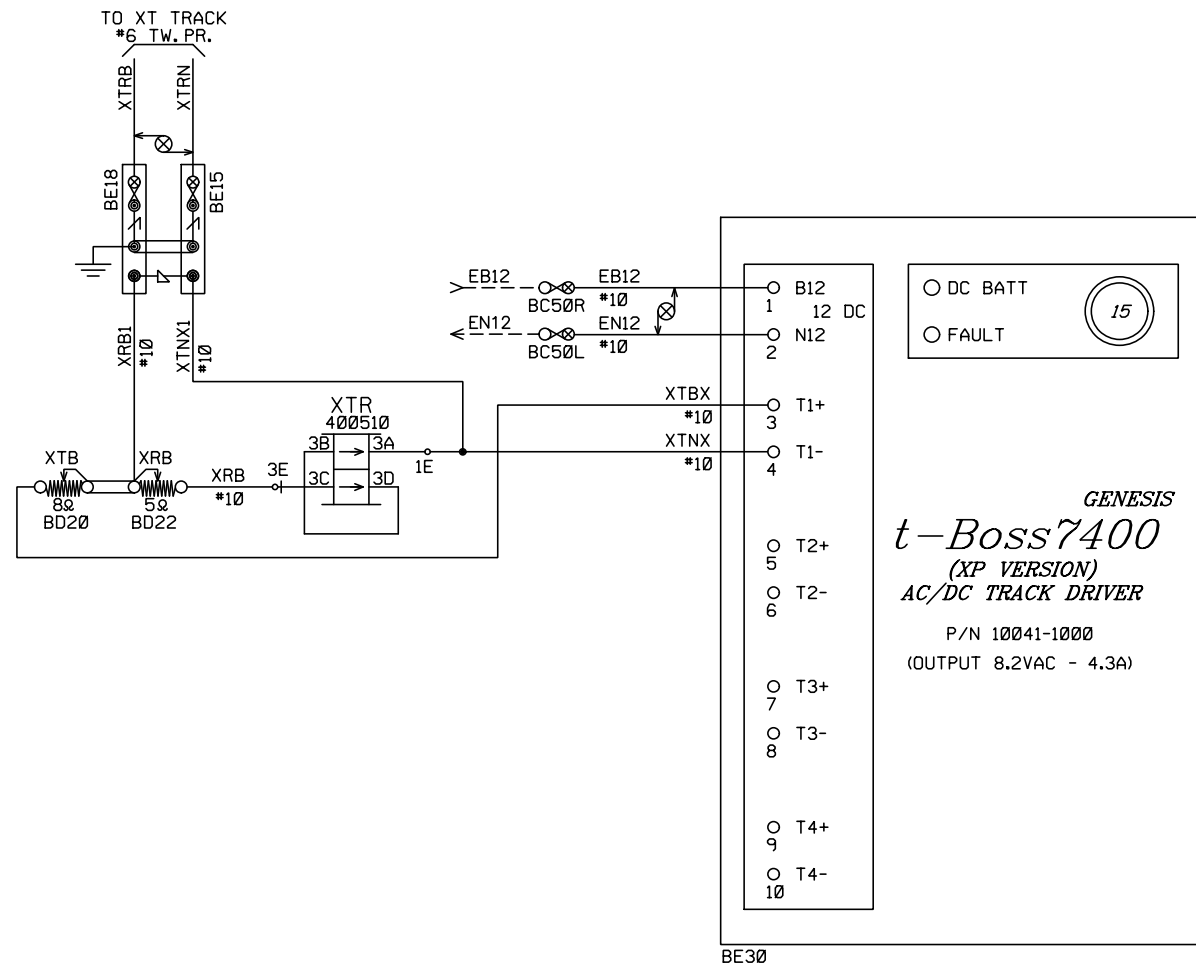 TO XT TRACK
#6 TW. PR.
XTRB
XTRN
BE18
BE15
XRB1
#10
XTNX1
#10
EB12
BC50R
EB12
#10
EN12
BC50L
EN12
#10
XTBX
#10
XTNX
#10
XTR
400510
3B
3A
3C
3D
1E
3E
XTB
8Ω
BD20
XRB
5Ω
BD22
XRB
#10
1
B12
12 DC
2
N12
3
T1+
4
T1-
5
T2+
6
T2-
7
T3+
8
T3-
9
T4+
10
T4-
DC BATT
FAULT
15
GENESIS
t-Boss7400
(XP VERSION)
AC/DC TRACK DRIVER
P/N 10041-1000
(OUTPUT 8.2VAC - 4.3A)
BE30